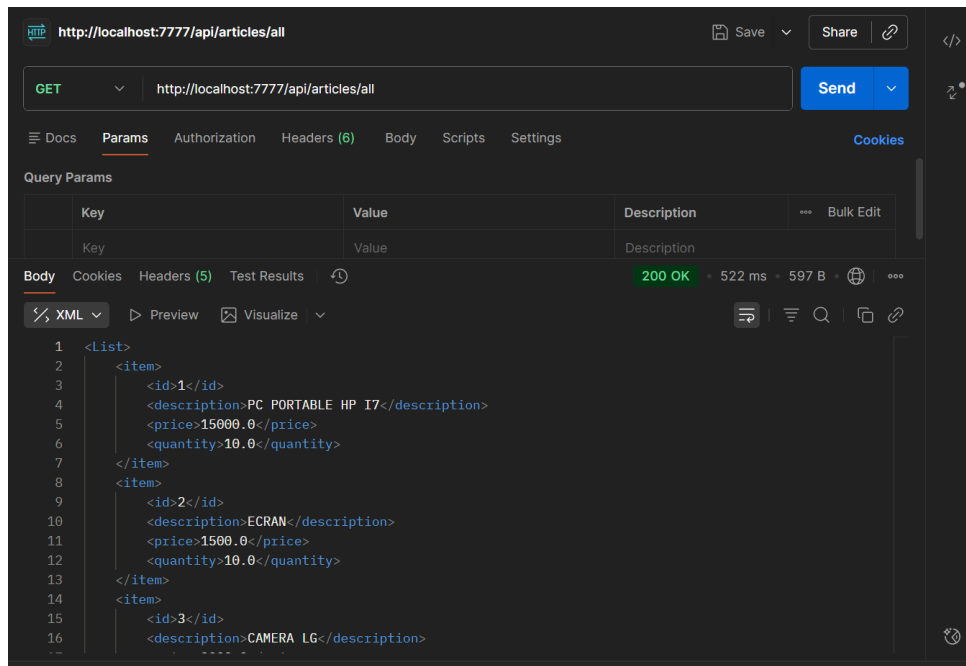 HTTP http://localhost:7777/api/articles/all Save Share
GET http://localhost:7777/api/articles/all Send
Docs Params Authorization Headers (6) Body Scripts Settings Cookies
Query Params
Key Value Description Bulk Edit
Key Value Description
Body Cookies Headers (5) Test Results 200 OK • 522 ms • 597 B
XML Preview Visualize
1 <List>
2 <item>
3 <id>1</id>
4 <description>PC PORTABLE HP I7</description>
5 <price>15000.0</price>
6 <quantity>10.0</quantity>
7 </item>
8 <item>
9 <id>2</id>
10 <description>ECRAN</description>
11 <price>1500.0</price>
12 <quantity>10.0</quantity>
13 </item>
14 <item>
15 <id>3</id>
16 <description>CAMERA LG</description>